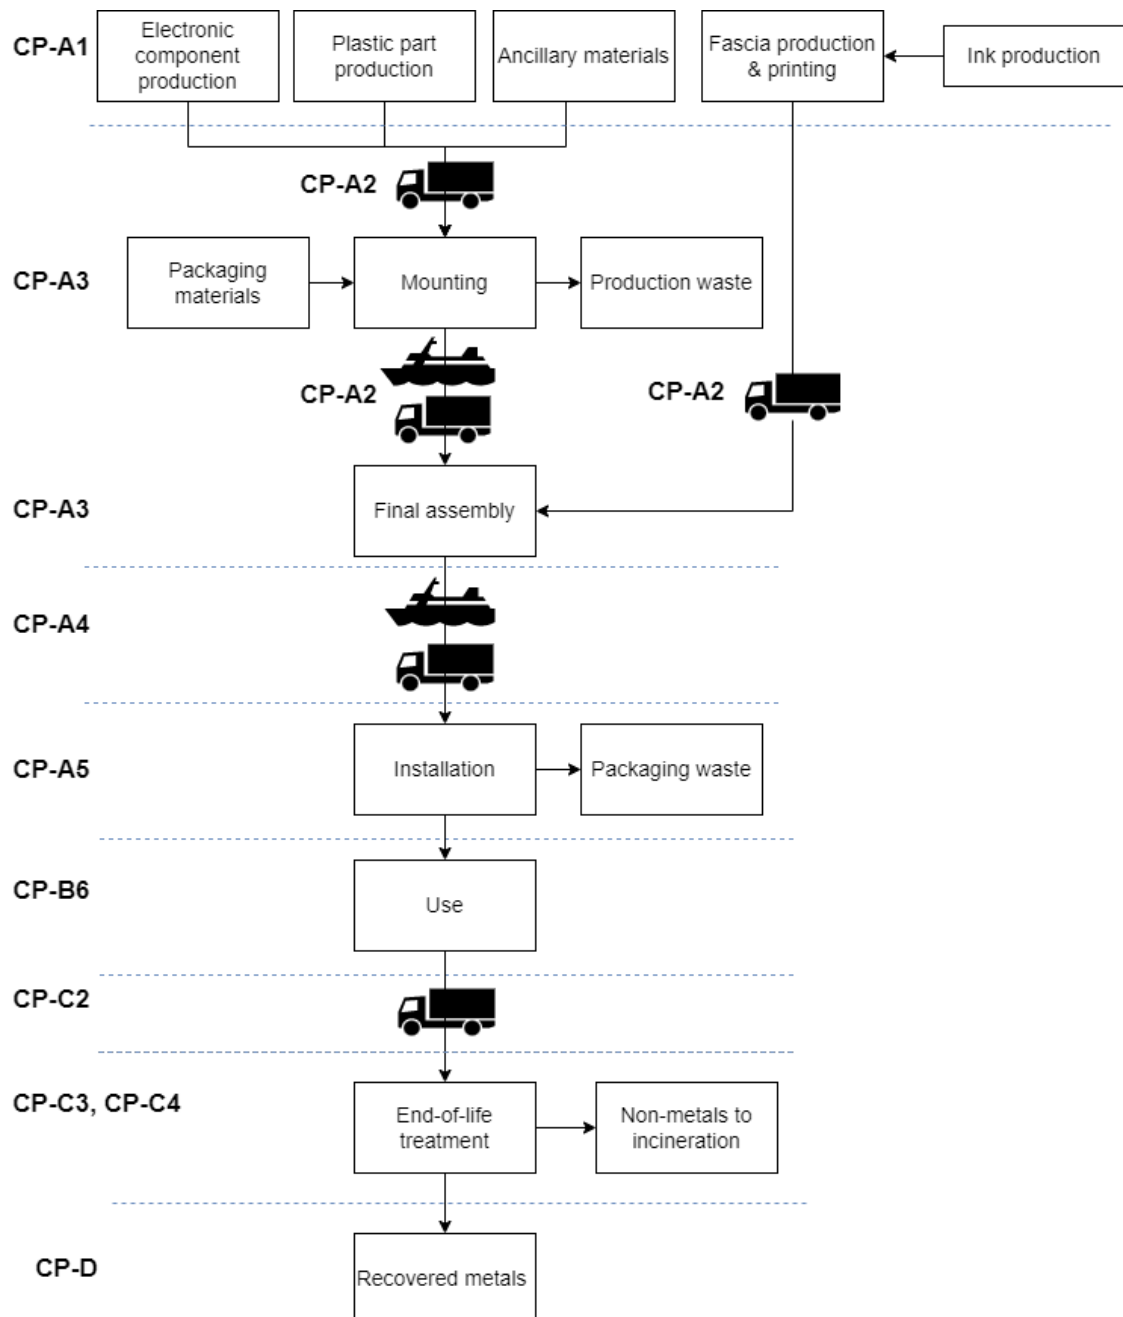 CP-A1
Electronic
component
production
Plastic part
production
Ancillary materials
Fascia production
& printing
Ink production
CP-A2
CP-A3
Packaging
materials
Mounting
Production waste
CP-A2
CP-A2
CP-A3
Final assembly
CP-A4
CP-A5
Installation
Packaging waste
CP-B6
Use
CP-C2
CP-C3, CP-C4
End-of-life
treatment
Non-metals to
incineration
CP-D
Recovered metals